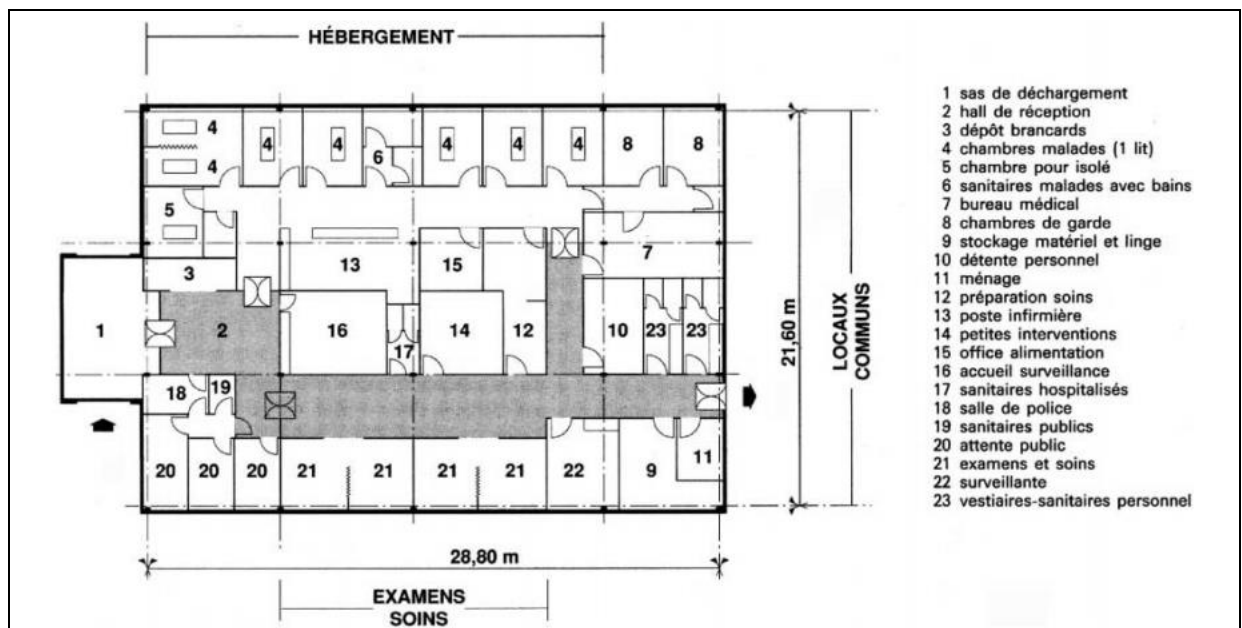 HÉBERGEMENT
4 4 4 6 4 4 4 8 8
4
5
3
13
15
7
1
2
16
17
14
12
10
23
23
18
19
20
20
20
21
21
21
21
22
9
11
21,60 m
LOCAUX
COMMUNS
28,80 m
EXAMENS
SOINS
1 sas de déchargement
2 hall de réception
3 dépôt brancards
4 chambres malades (1 lit)
5 chambre pour isolé
6 sanitaires malades avec bains
7 bureau médical
8 chambres de garde
9 stockage matériel et linge
10 détente personnel
11 ménage
12 préparation soins
13 poste infirmière
14 petites interventions
15 office alimentation
16 accueil surveillance
17 sanitaires hospitalisés
18 salle de police
19 sanitaires publics
20 attente public
21 examens et soins
22 surveillante
23 vestiaires-sanitaires personnel